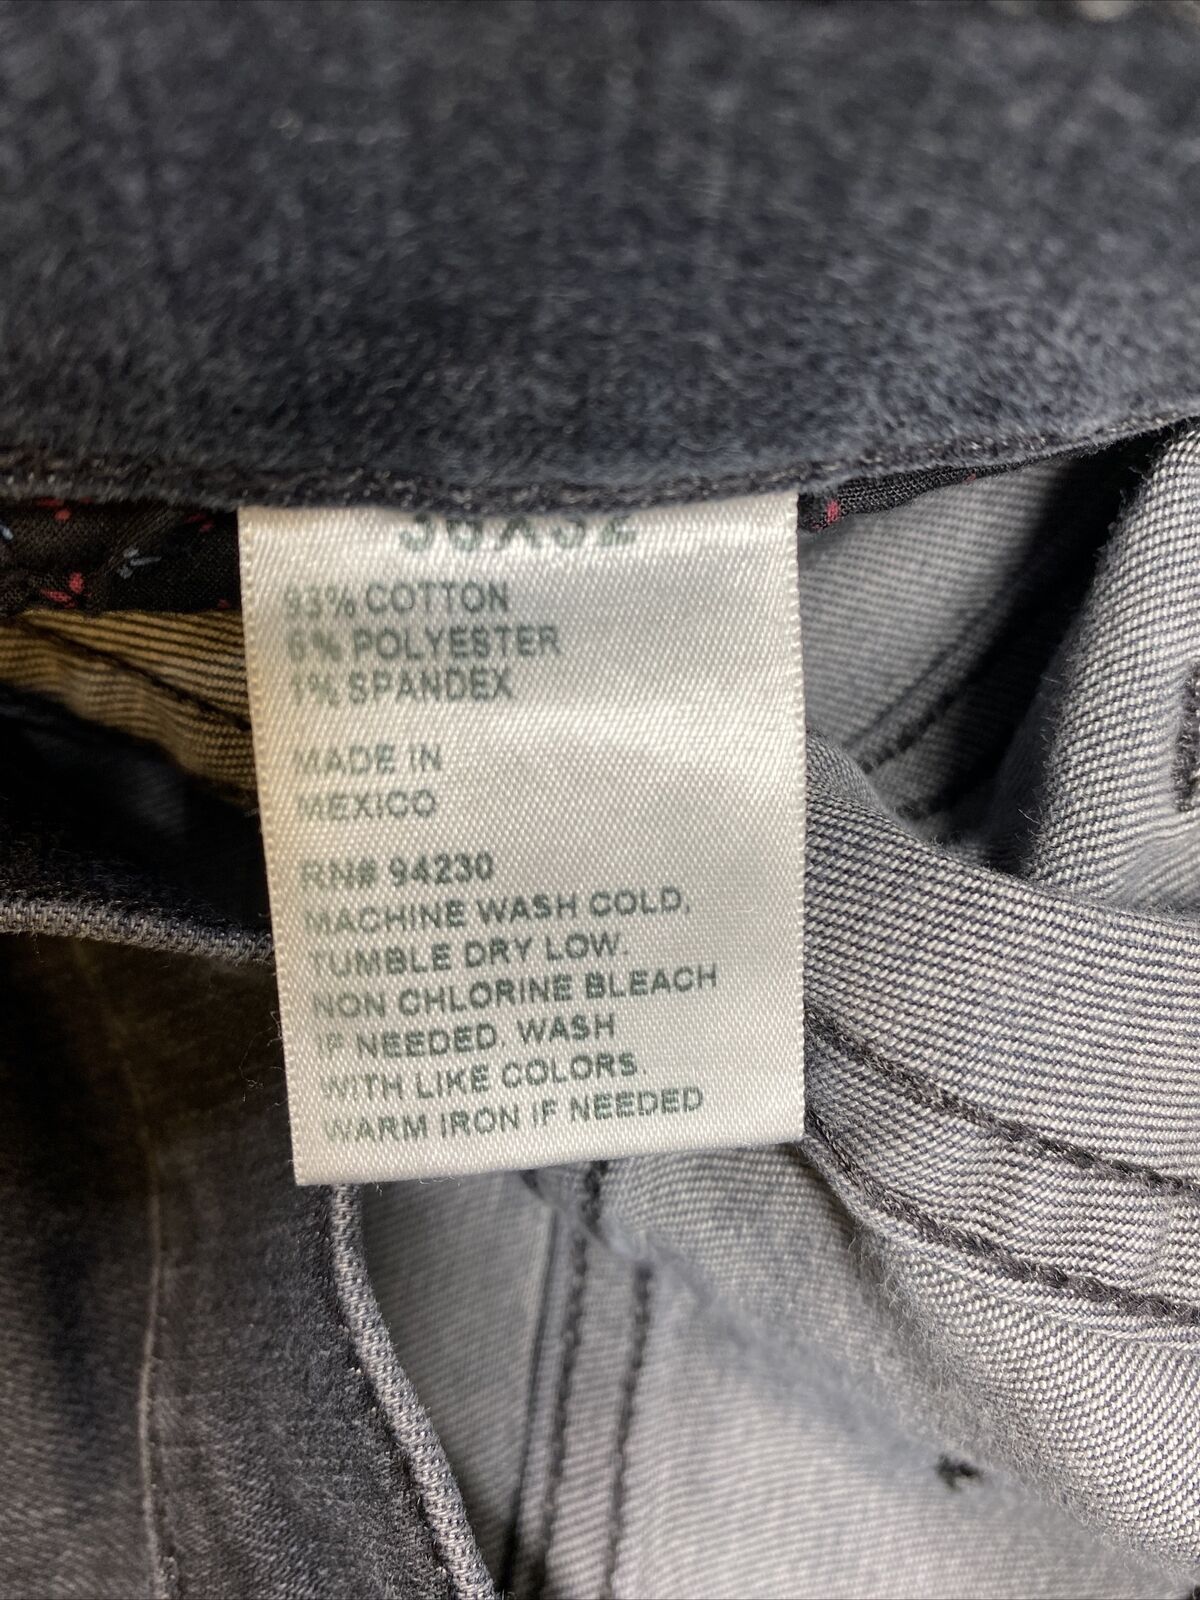 93% COTTON
6% POLYESTER
1% SPANDEX
MADE IN
MEXICO
RN# 94230
MACHINE WASH COLD,
TUMBLE DRY LOW.
NON CHLORINE BLEACH
IF NEEDED. WASH
WITH LIKE COLORS.
WARM IRON IF NEEDED